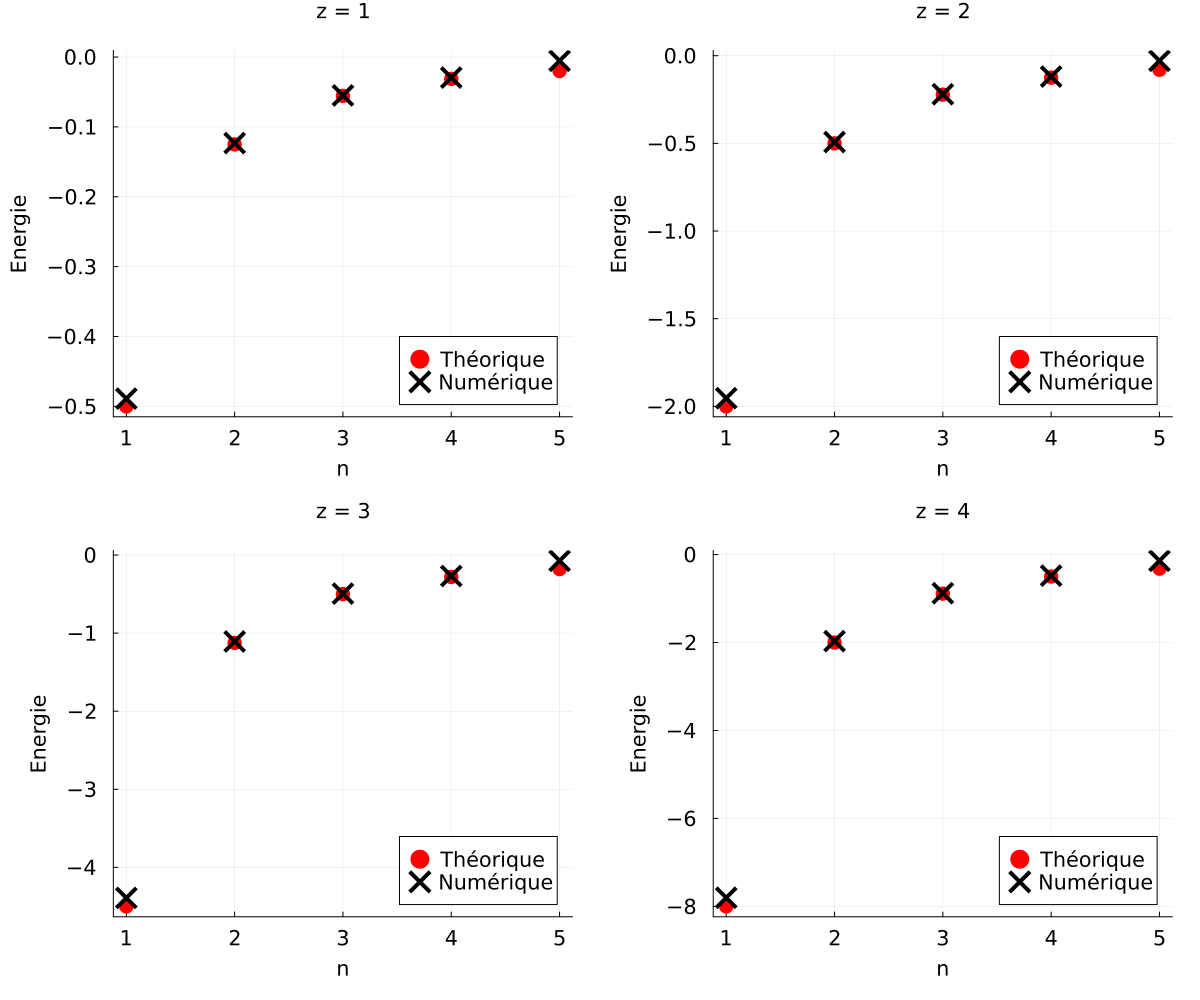 z = 1
0.0
−0.1
−0.2
−0.3
−0.4
−0.5
Energie
1 2 3 4 5
n
Théorique
Numérique
z = 2
0.0
−0.5
−1.0
−1.5
−2.0
Energie
1 2 3 4 5
n
Théorique
Numérique
z = 3
0
−1
−2
−3
−4
Energie
1 2 3 4 5
n
Théorique
Numérique
z = 4
0
−2
−4
−6
−8
Energie
1 2 3 4 5
n
Théorique
Numérique